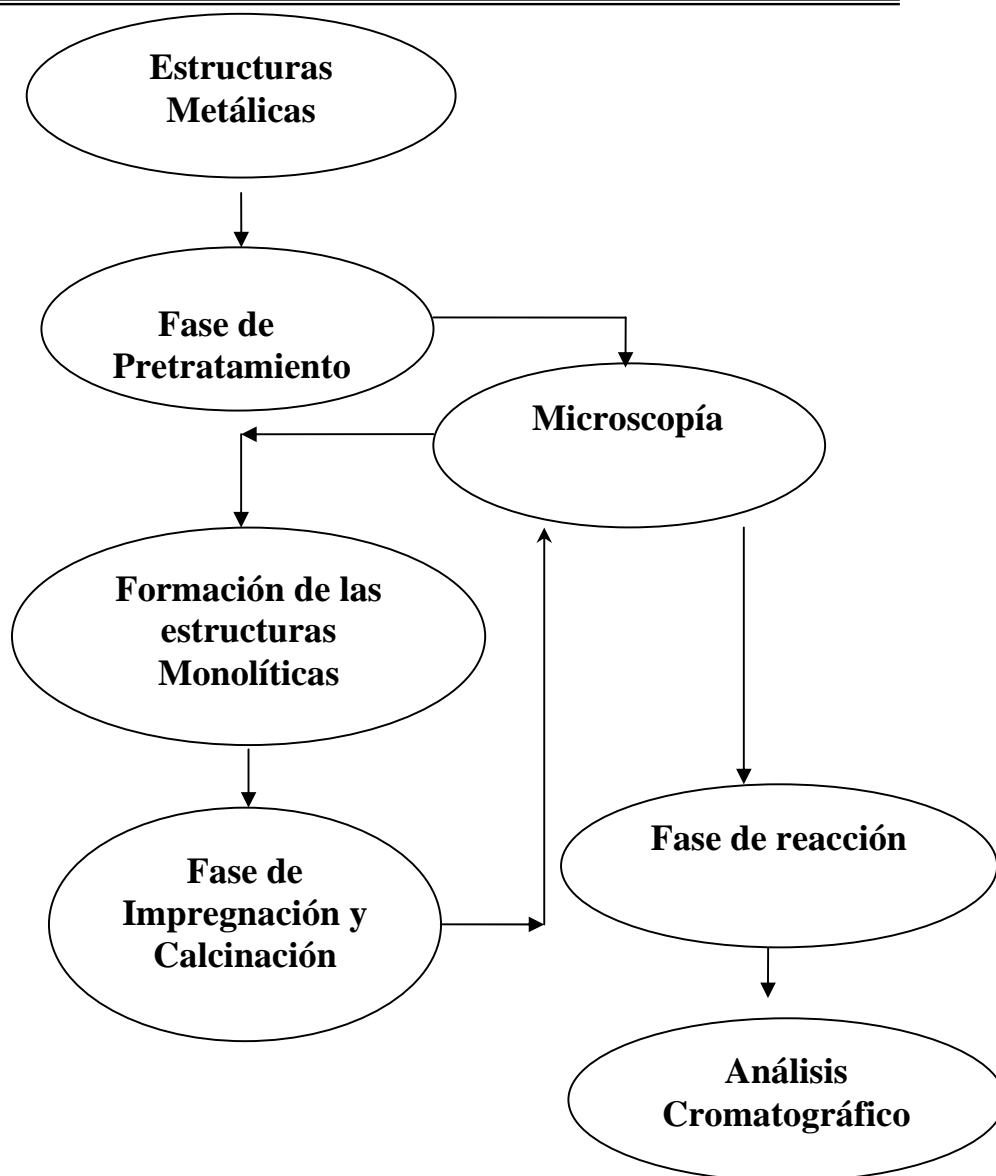 Estructuras
Metálicas
Fase de
Pretratamiento
Microscopía
Formación de las
estructuras
Monolíticas
Fase de
Impregnación y
Calcinación
Fase de reacción
Análisis
Cromatográfico